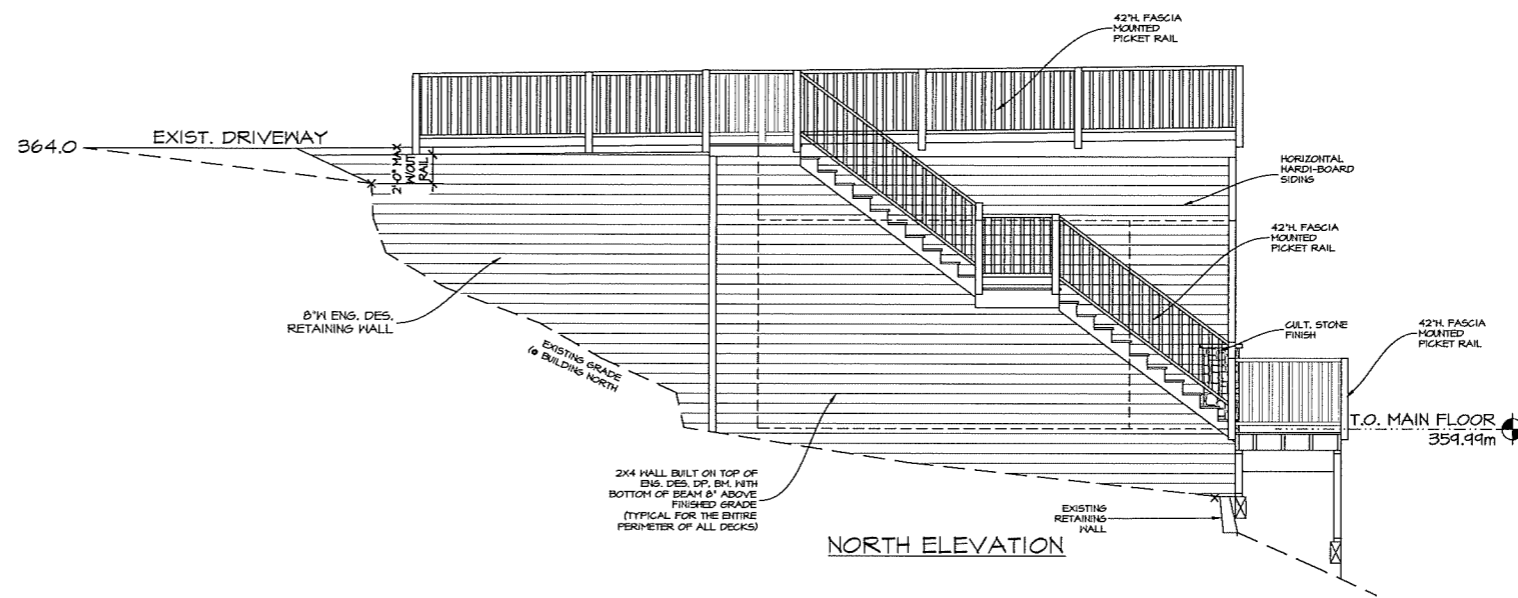 42"H. FASCIA
MOUNTED
PICKET RAIL
364.0
EXIST. DRIVEWAY
2'-0" MAX
W/OUT
RAIL
HORIZONTAL
HARDI-BOARD
SIDING
42"H. FASCIA
MOUNTED
PICKET RAIL
8"W ENG. DES.
RETAINING WALL
EXISTING GRADE
(@ BUILDING NORTH
CULT. STONE
FINISH
42"H. FASCIA
MOUNTED
PICKET RAIL
T.O. MAIN FLOOR
359.99m
2X4 WALL BUILT ON TOP OF
ENG. DES. DP. BM. WITH
BOTTOM OF BEAM 8" ABOVE
FINISHED GRADE
(TYPICAL FOR THE ENTIRE
PERIMETER OF ALL DECKS)
EXISTING
RETAINING
WALL
NORTH ELEVATION